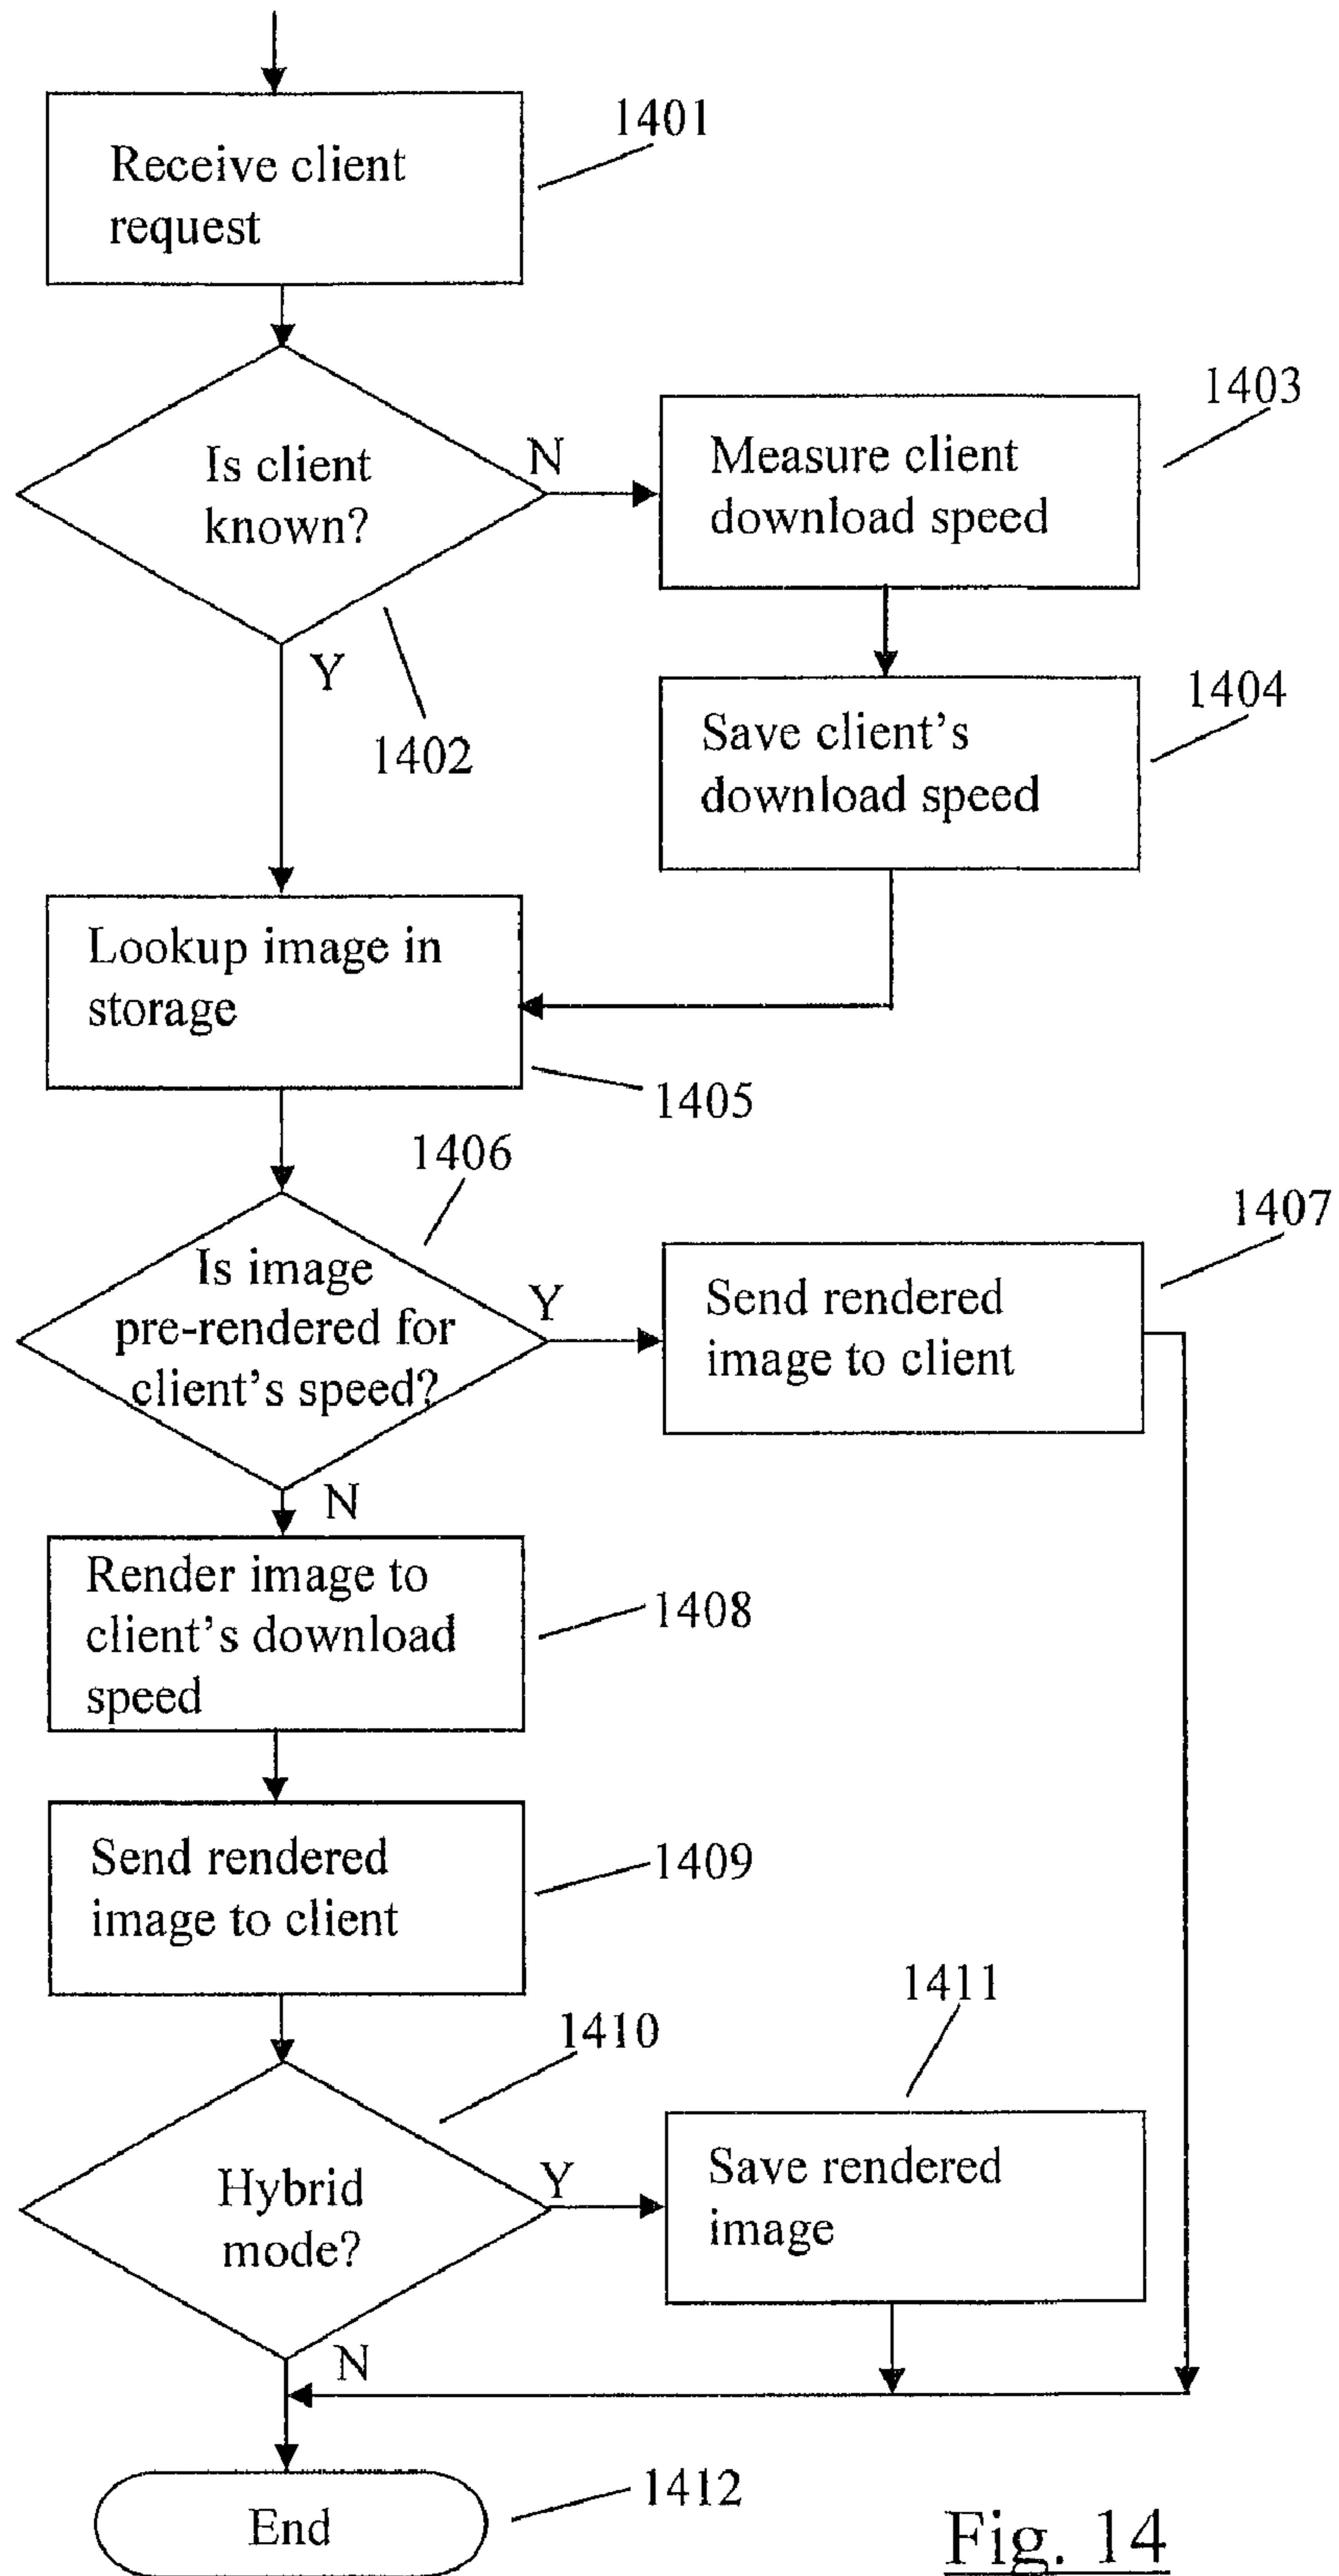 1401
Receive client
request
1403
Is client
known?
N
Measure client
download speed
Y
1402
1404
Save client's
download speed
Lookup image in
storage
1405
1406
1407
Is image
pre-rendered for
client's speed?
Y
Send rendered
image to client
N
Render image to
client's download
speed
1408
Send rendered
image to client
1409
1411
1410
Hybrid
mode?
Y
Save rendered
image
N
End
1412
Fig. 14